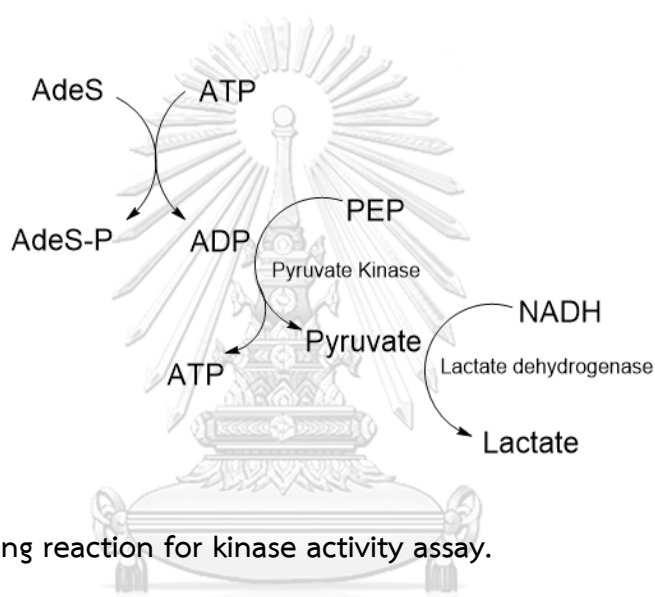 AdeS
ATP
AdeS-P
ADP
PEP
Pyruvate Kinase
ATP
Pyruvate
NADH
Lactate dehydrogenase
Lactate
ng reaction for kinase activity assay.